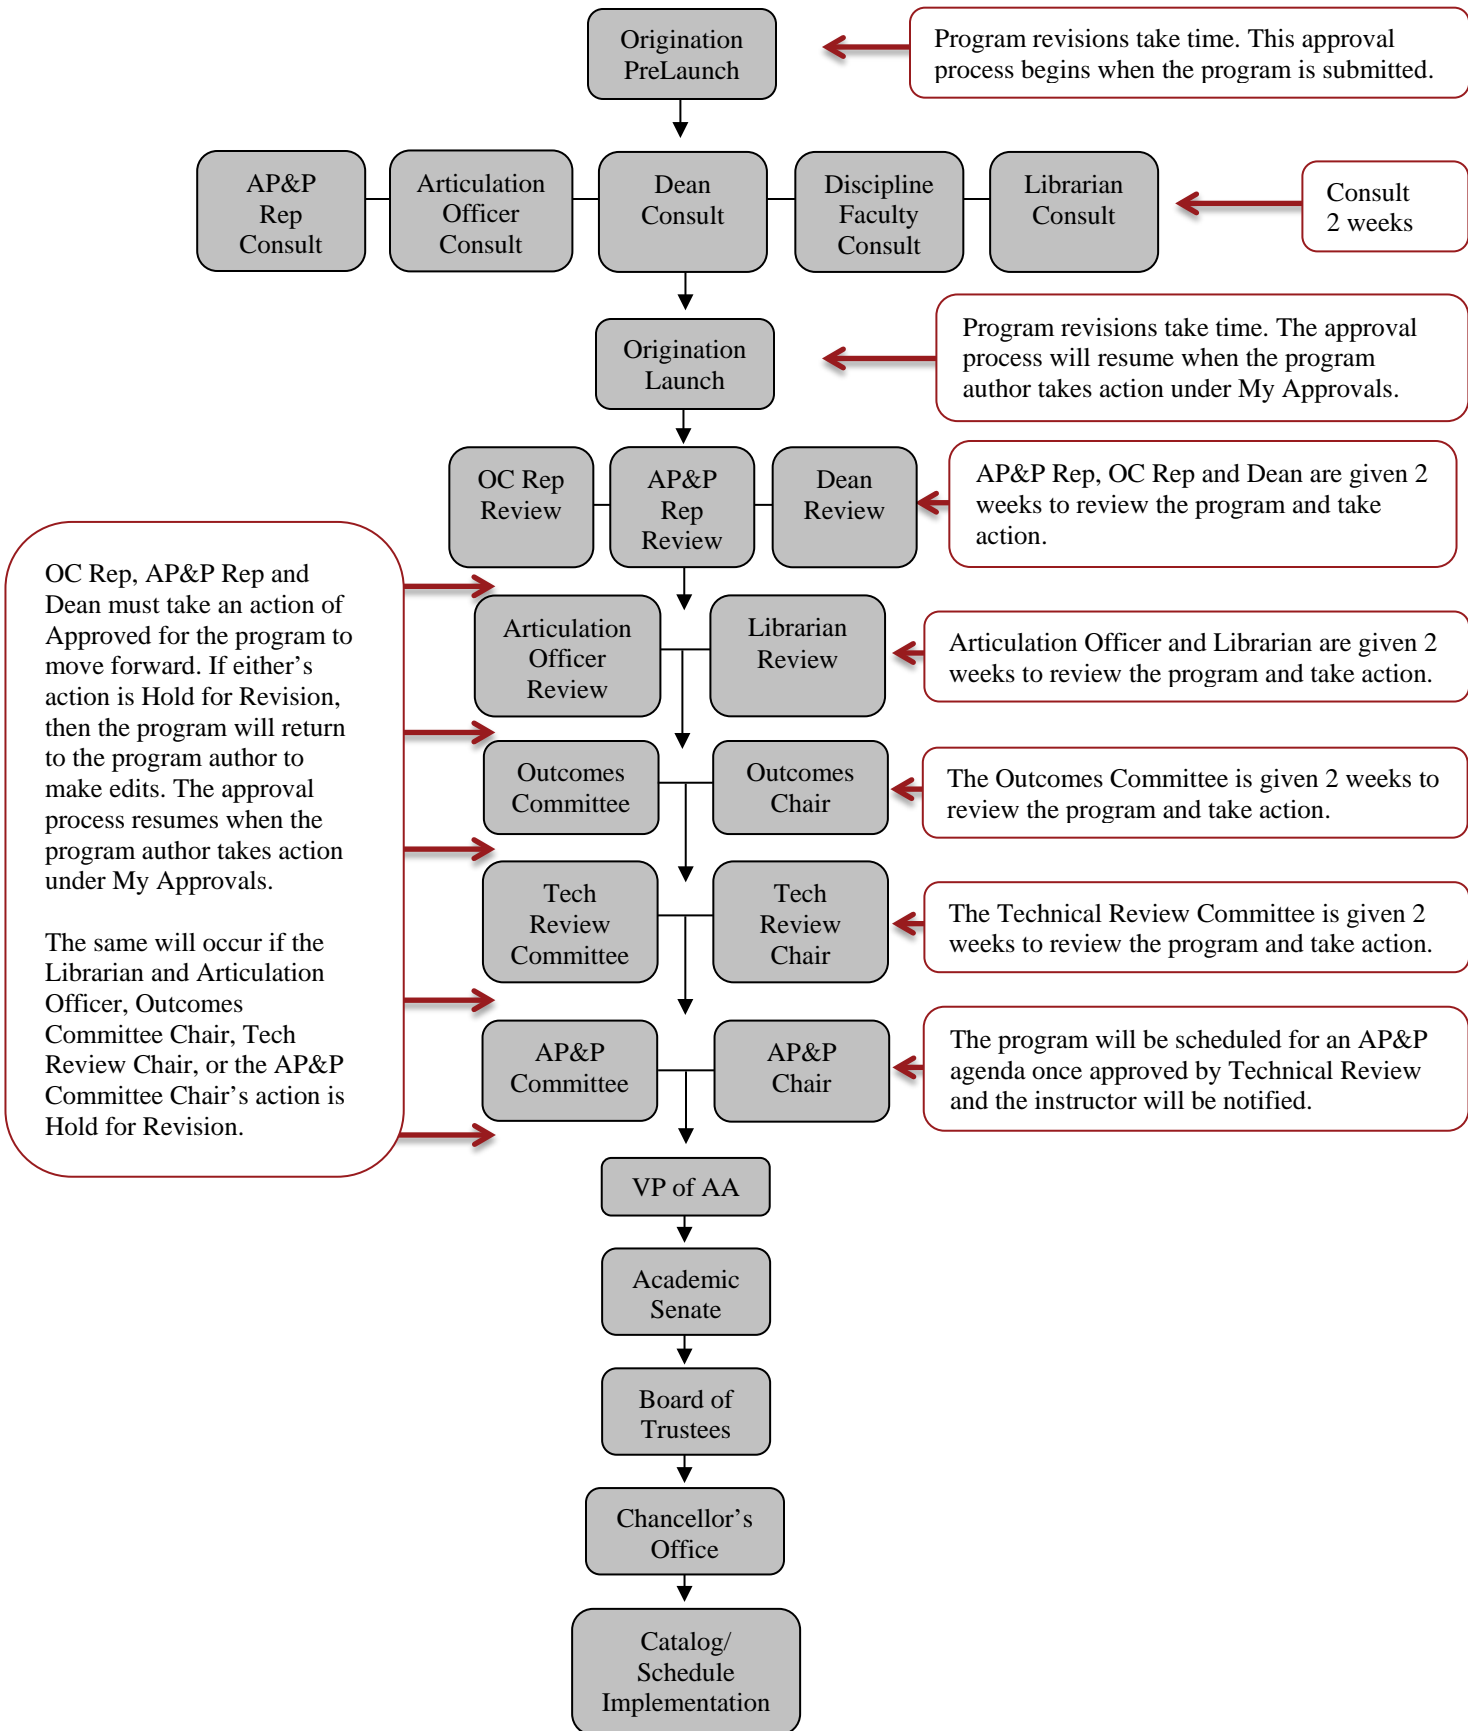 Origination
PreLaunch
Program revisions take time. This approval
process begins when the program is submitted.
AP&P
Rep
Consult
Articulation
Officer
Consult
Dean
Consult
Discipline
Faculty
Consult
Librarian
Consult
Consult
2 weeks
Origination
Launch
Program revisions take time. The approval
process will resume when the program
author takes action under My Approvals.
OC Rep
Review
AP&P
Rep
Review
Dean
Review
AP&P Rep, OC Rep and Dean are given 2
weeks to review the program and take
action.
OC Rep, AP&P Rep and
Dean must take an action of
Approved for the program to
move forward. If either’s
action is Hold for Revision,
then the program will return
to the program author to
make edits. The approval
process resumes when the
program author takes action
under My Approvals.
The same will occur if the
Librarian and Articulation
Officer, Outcomes
Committee Chair, Tech
Review Chair, or the AP&P
Committee Chair’s action is
Hold for Revision.
Articulation
Officer
Review
Librarian
Review
Articulation Officer and Librarian are given 2
weeks to review the program and take action.
Outcomes
Committee
Outcomes
Chair
The Outcomes Committee is given 2 weeks to
review the program and take action.
Tech
Review
Committee
Tech
Review
Chair
The Technical Review Committee is given 2
weeks to review the program and take action.
AP&P
Committee
AP&P
Chair
The program will be scheduled for an AP&P
agenda once approved by Technical Review
and the instructor will be notified.
VP of AA
Academic
Senate
Board of
Trustees
Chancellor’s
Office
Catalog/
Schedule
Implementation